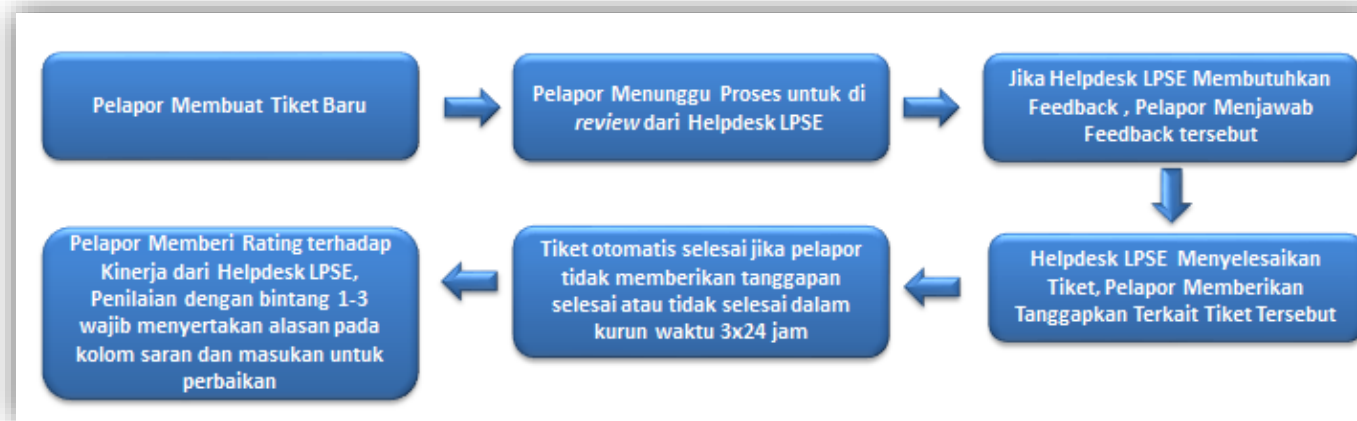 Pelapor Membuat Tiket Baru
Pelapor Menunggu Proses untuk di
review dari Helpdesk LPSE
Jika Helpdesk LPSE Membutuhkan
Feedback , Pelapor Menjawab
Feedback tersebut
Helpdesk LPSE Menyelesaikan
Tiket, Pelapor Memberikan
Tanggapkan Terkait Tiket Tersebut
Tiket otomatis selesai jika pelapor
tidak memberikan tanggapan
selesai atau tidak selesai dalam
kurun waktu 3x24 jam
Pelapor Memberi Rating terhadap
Kinerja dari Helpdesk LPSE,
Penilaian dengan bintang 1-3
wajib menyertakan alasan pada
kolom saran dan masukan untuk
perbaikan